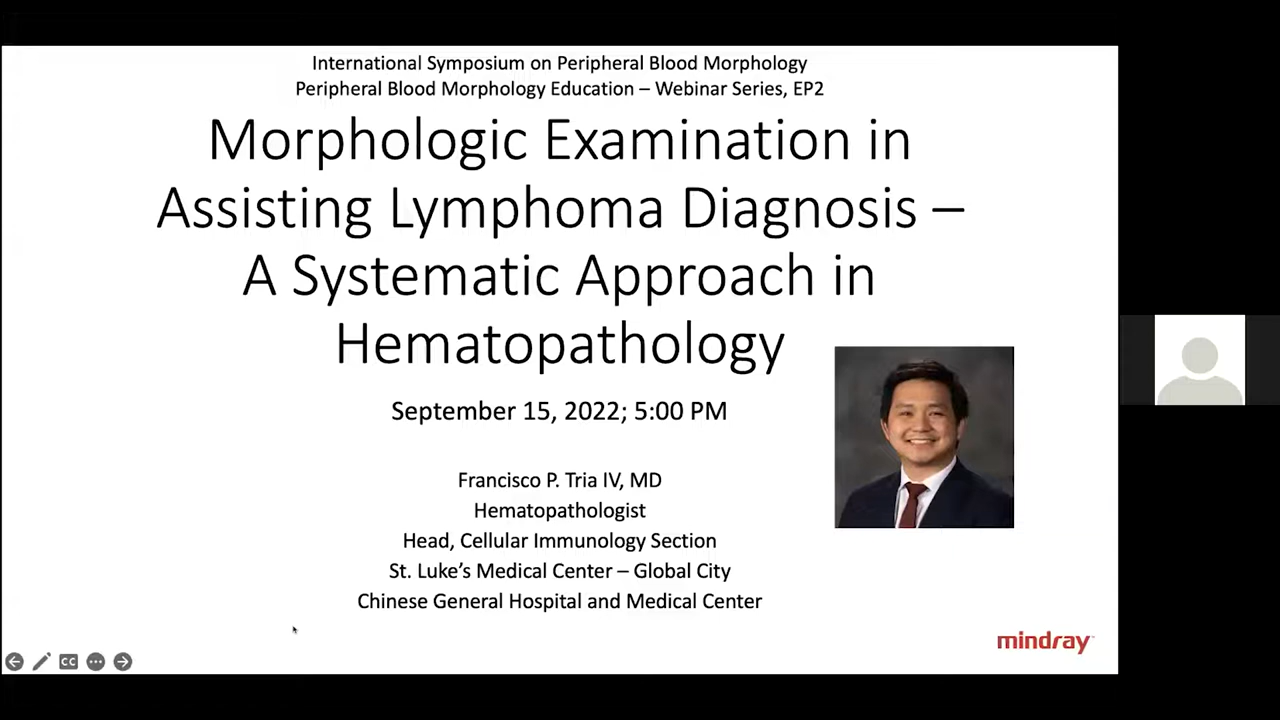 International Symposium on Peripheral Blood Morphology
Peripheral Blood Morphology Education – Webinar Series, EP2
Morphologic Examination in
Assisting Lymphoma Diagnosis –
A Systematic Approach in
Hematopathology
September 15, 2022; 5:00 PM
Francisco P. Tria IV, MD
Hematopathologist
Head, Cellular Immunology Section
St. Luke's Medical Center – Global City
Chinese General Hospital and Medical Center
mindray
CC